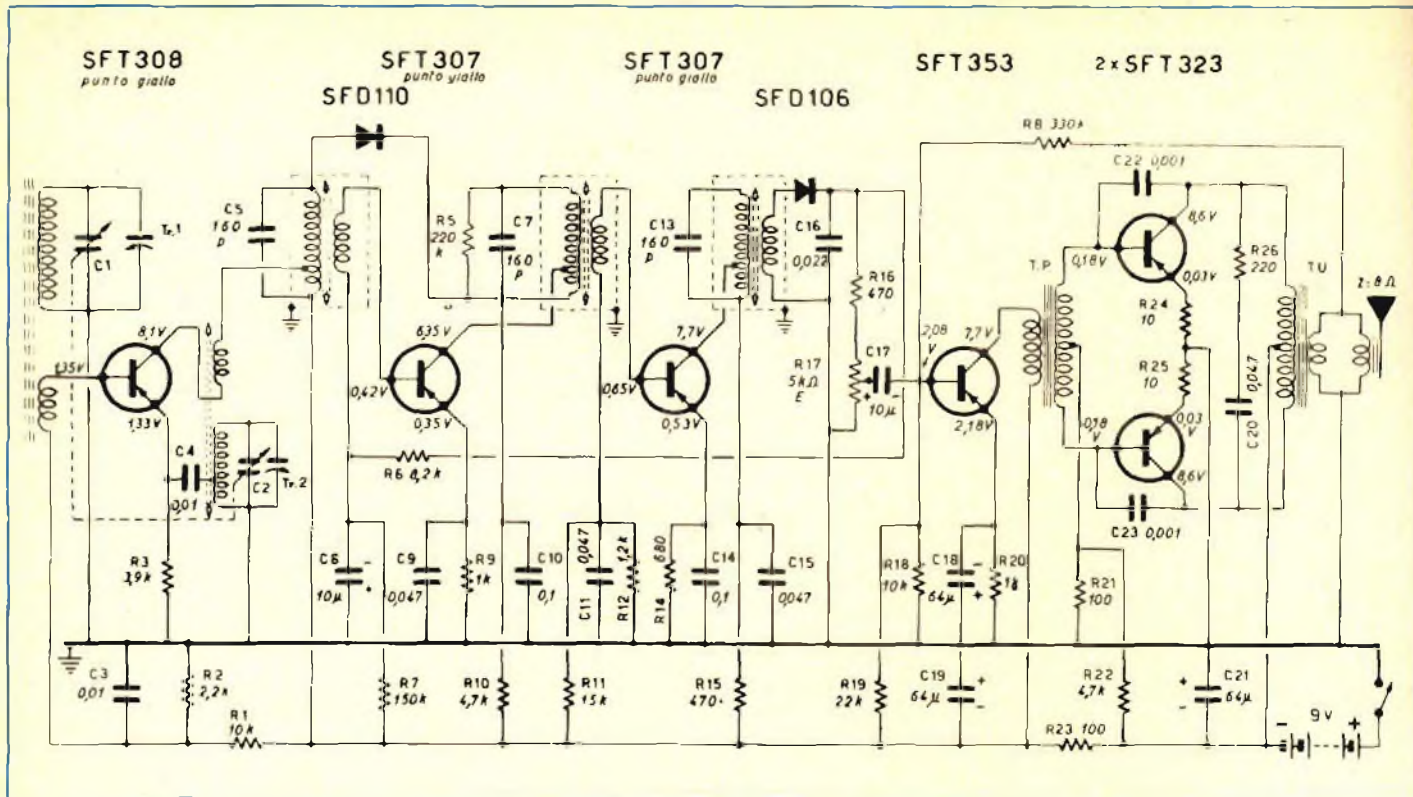 SFT308
punto giallo
SFT307
punto giallo
SFT307
punto giallo
SFT353
2x SFT323
SFD110
SFD106
R8 330k
C22 0,001
C5
160
p
R5
220
k
C7
160
p
C13
160
p
C16
0,022
R16
470
8,6V
0,18V
0,03V
R26
220
T.P.
T.U
z=8Ω
C1
Tr.1
R24
10
R25
10
8,1V
1,35V
1,33V
6,35V
0,42V
0,35V
7,7V
0,65V
0,53V
R17
5kΩ
E
C17
10µ
2,08
V
7,7V
2,18V
0,18
V
0,03
V
8,6V
0,047
C20
C4
0,01
C2
Tr.2
R6 8,2k
C23 0,001
R3
3,9k
C6
10µ
C9
0,047
R9
1k
C10
0,1
0,047
C11
1,2k
R12
680
R14
C14
0,1
C15
0,047
R18
10k
C18
64µ
R20
1k
R21
100
C3
0,01
R2
2,2k
R1
10k
R7
150k
R10
4,7k
R11
15k
R15
470
R19
22k
C19
64µ
R22
4,7k
C21
64µ
R23 100
9V